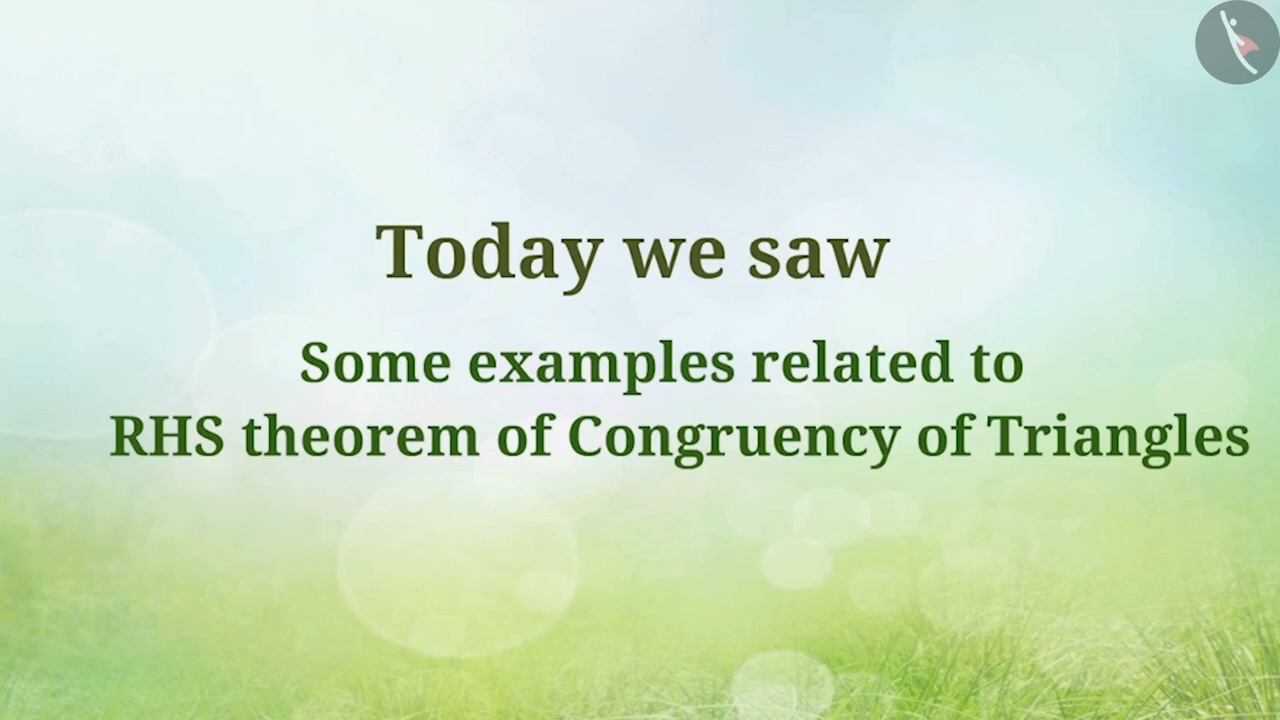 Today we saw
Some examples related to
RHS theorem of Congruency of Triangles